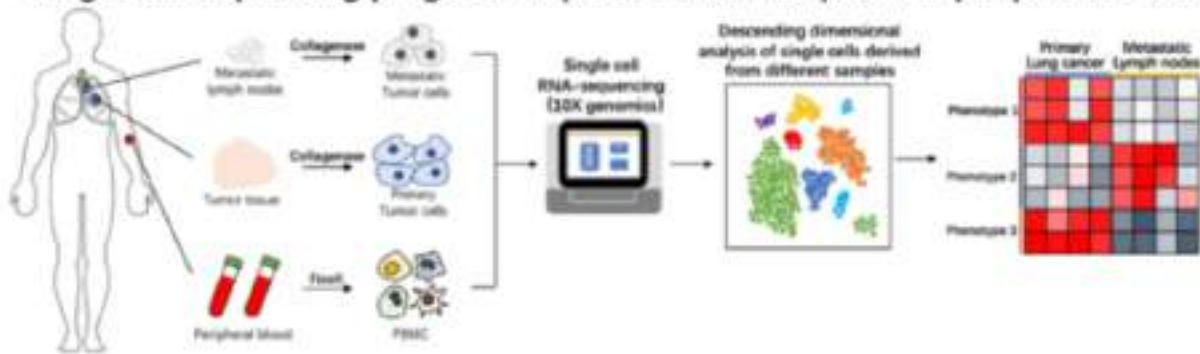 Collagenase
Metastatic
lymph nodes
Metastatic
Tumor cells
Collagenase
Tumor tissue
Primary
Tumor cells
Ficoll
Peripheral blood
PBMC
Single cell
RNA-sequencing
(10X genomics)
Descending dimensional
analysis of single cells derived
from different samples
Primary
Lung cancer
Metastatic
Lymph nodes
Phenotype 1
Phenotype 2
Phenotype 3